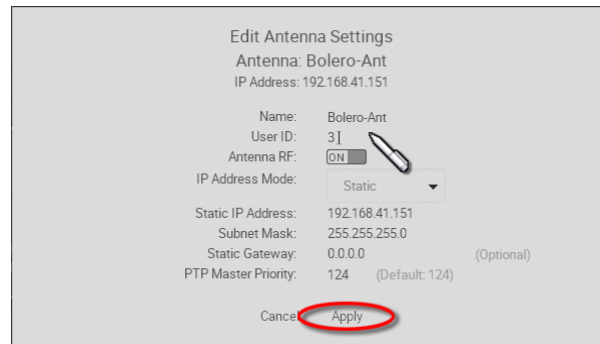 Edit Antenna Settings
Antenna: Bolero-Ant
IP Address: 192.168.41.151
Name: Bolero-Ant
User ID: 3
Antenna RF: ON
IP Address Mode: Static
Static IP Address: 192.168.41.151
Subnet Mask: 255.255.255.0
Static Gateway: 0.0.0.0 (Optional)
PTP Master Priority: 124 (Default: 124)
Cancel Apply